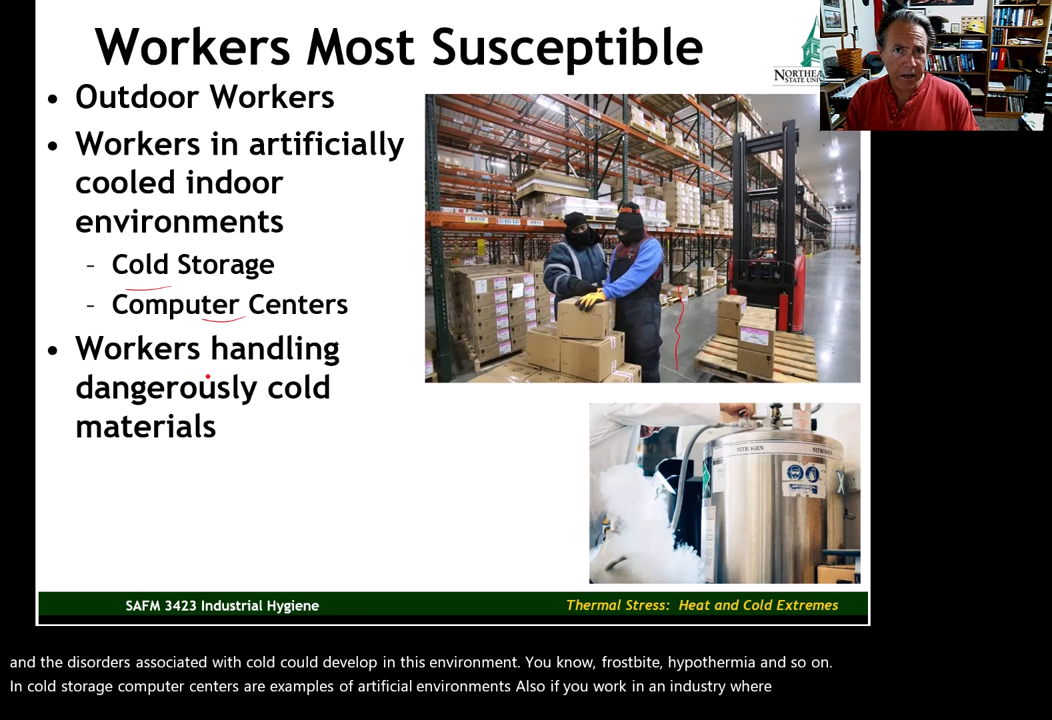 Workers Most Susceptible
• Outdoor Workers
• Workers in artificially
cooled indoor
environments
- Cold Storage
- Computer Centers
• Workers handling
dangerously cold
materials
NITROGEN
SAFM 3423 Industrial Hygiene
Thermal Stress: Heat and Cold Extremes
and the disorders associated with cold could develop in this environment. You know, frostbite, hypothermia and so on.
In cold storage computer centers are examples of artificial environments Also if you work in an industry where